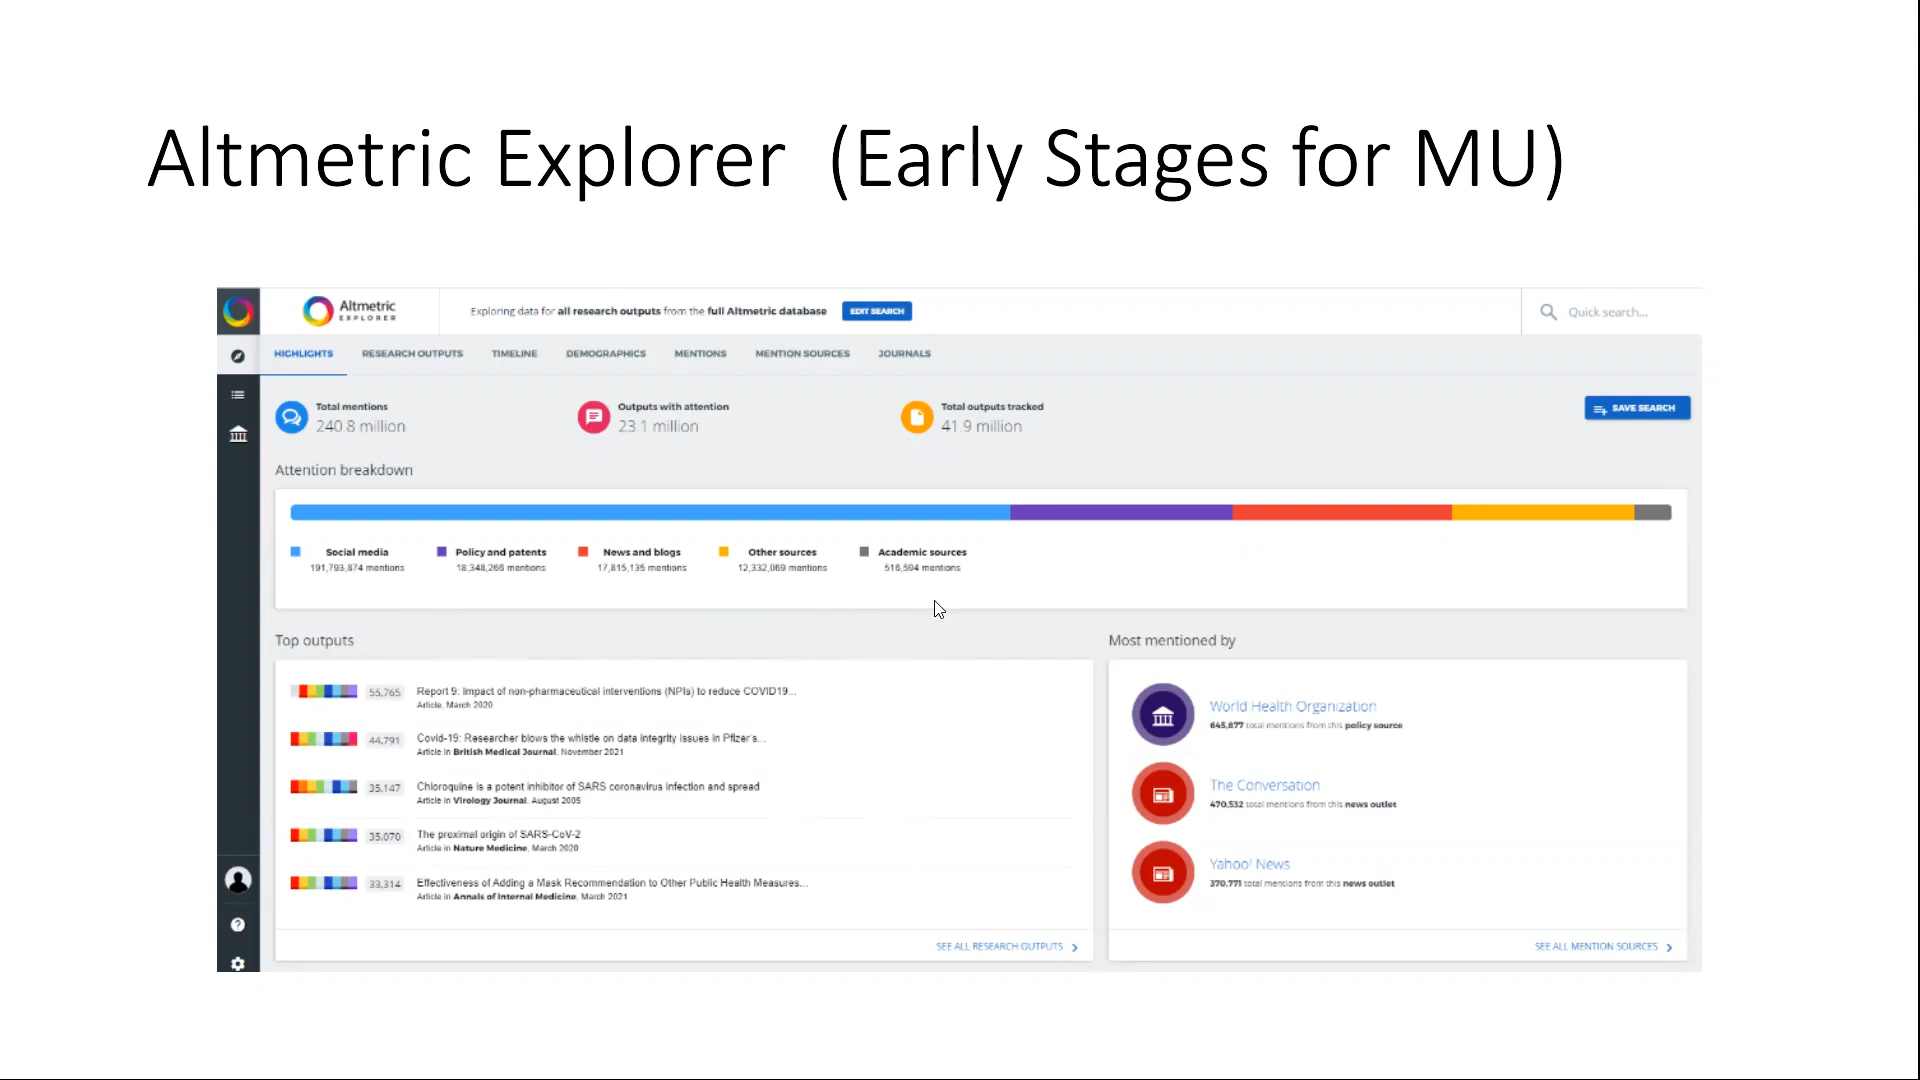 Altmetric Explorer (Early Stages for MU)
Altmetric
EXPLORER
Exploring data for all research outputs from the full Altmetric database
EDIT SEARCH
Quick search...
HIGHLIGHTS
RESEARCH OUTPUTS
TIMELINE
DEMOGRAPHICS
MENTIONS
MENTION SOURCES
JOURNALS
Total mentions
240.8 million
Outputs with attention
23.1 million
Total outputs tracked
41.9 million
SAVE SEARCH
Attention breakdown
Social media
191,793,874 mentions
Policy and patents
18,348,266 mentions
News and blogs
17,815,135 mentions
Other sources
12,332,069 mentions
Academic sources
516,594 mentions
Top outputs
55,765
Report 9: Impact of non-pharmaceutical interventions (NPIs) to reduce COVID19...
Article, March 2020
44,791
Covid-19: Researcher blows the whistle on data integrity issues in Pfizer's...
Article in British Medical Journal, November 2021
35,147
Chloroquine is a potent inhibitor of SARS coronavirus infection and spread
Article in Virology Journal, August 2005
35,070
The proximal origin of SARS-CoV-2
Article in Nature Medicine, March 2020
33,314
Effectiveness of Adding a Mask Recommendation to Other Public Health Measures...
Article in Annals of Internal Medicine, March 2021
SEE ALL RESEARCH OUTPUTS
Most mentioned by
World Health Organization
645,877 total mentions from this policy source
The Conversation
470,532 total mentions from this news outlet
Yahoo! News
370,771 total mentions from this news outlet
SEE ALL MENTION SOURCES